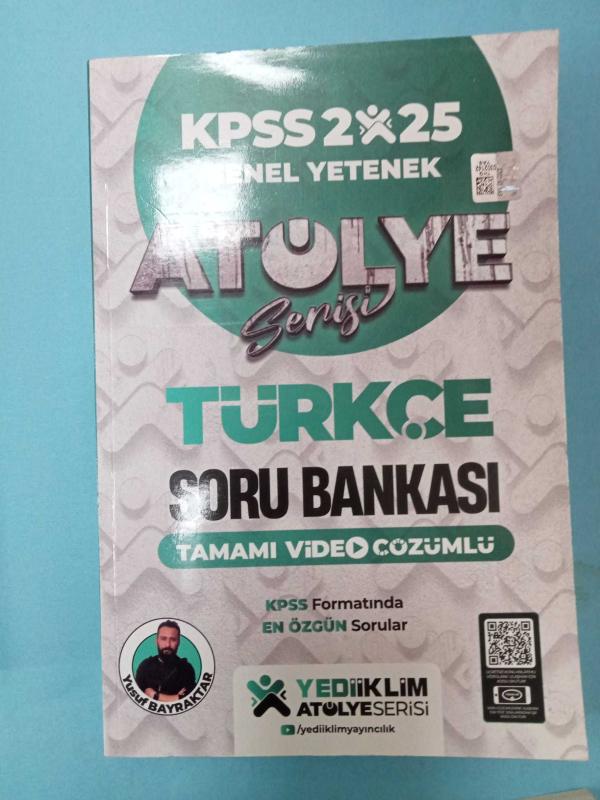 KPSS 2025
GENEL YETENEK
ATÖLYE
Serisi
TÜRKÇE
SORU BANKASI
TAMAMI VİDEO ÇÖZÜMLÜ
KPSS Formatında
EN ÖZGÜN Sorular
Yusuf BAYRAKTAR
YEDİİKLİM
ATÖLYESERİSİ
/yediiklimyayıncılık